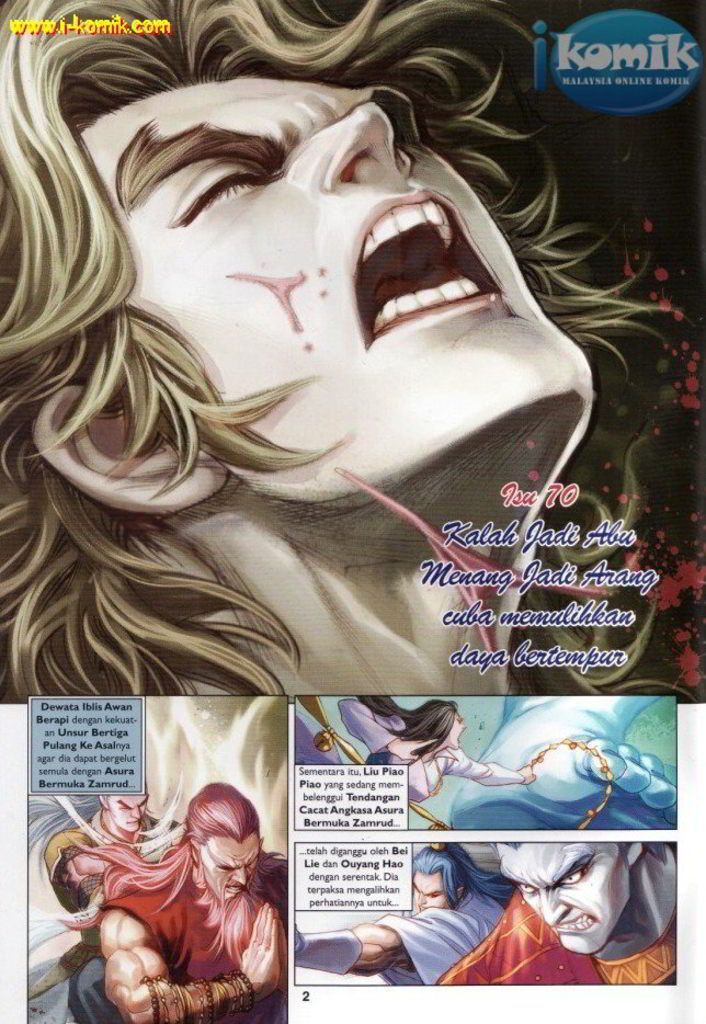 www.i-komik.com
i komik
MALAYSIA ONLINE KOMIK
Isu 70
Kalah Jadi Abu
Menang Jadi Arang
cuba memulihkan
daya bertempur
Dewata Iblis Awan
Berapi dengan kekuat-
an Unsur Bertiga
Pulang Ke Asalnya
agar dia dapat bergelut
semula dengan Asura
Bermuka Zamrud...
Sementara itu, Liu Piao
Piao yang sedang mem-
belenggui Tendangan
Cacat Angkasa Asura
Bermuka Zamrud...
...telah diganggu oleh Bei
Lie dan Ouyang Hao
dengan serentak. Dia
terpaksa mengalihkan
perhatiannya untuk...
2